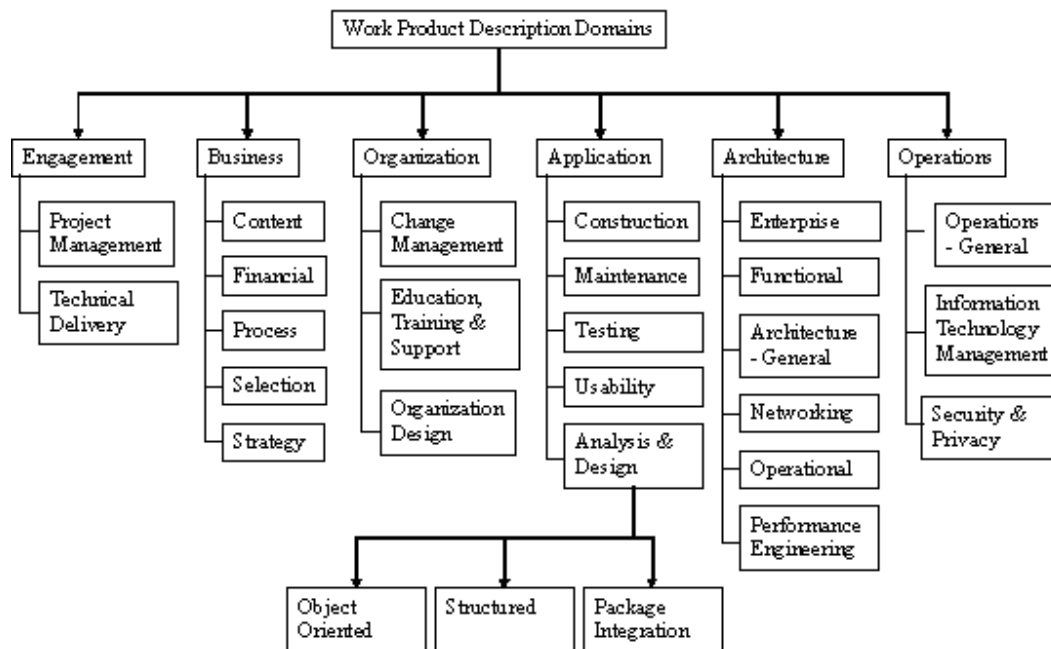 Work Product Description Domains
Engagement
Business
Organization
Application
Architecture
Operations
Project
Management
Technical
Delivery
Content
Financial
Process
Selection
Strategy
Change
Management
Education,
Training &
Support
Organization
Design
Construction
Maintenance
Testing
Usability
Analysis &
Design
Enterprise
Functional
Architecture
- General
Networking
Operational
Performance
Engineering
Operations
- General
Information
Technology
Management
Security &
Privacy
Object
Oriented
Structured
Package
Integration